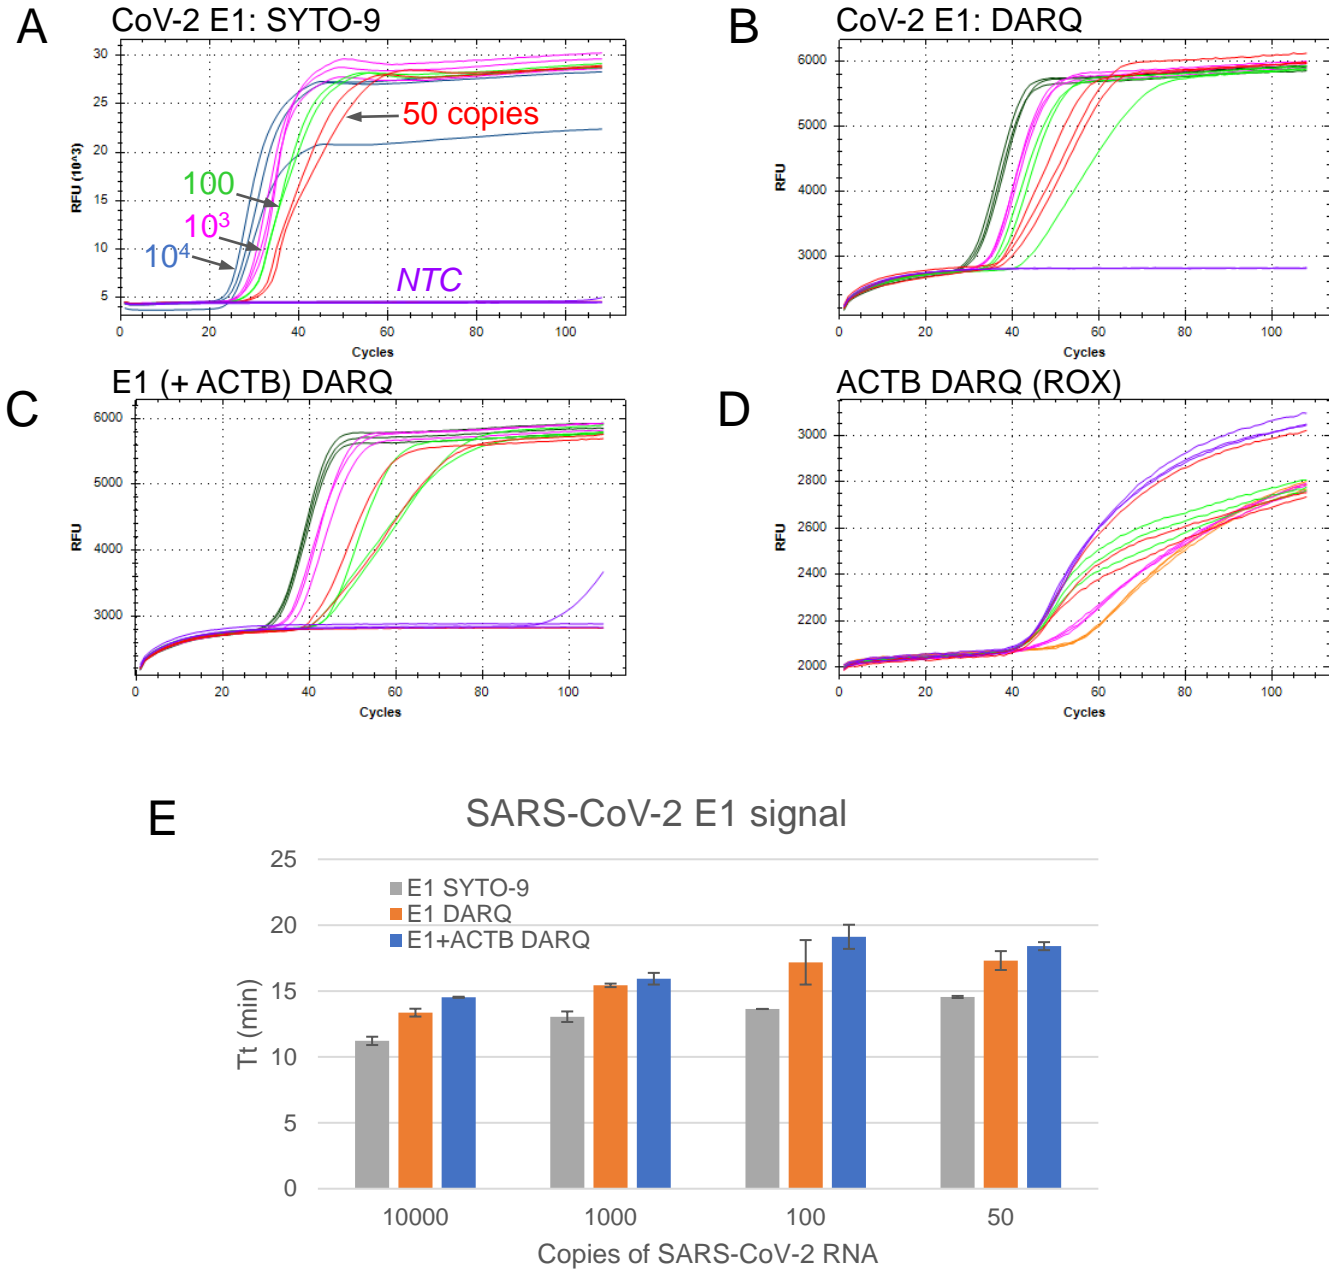 A
CoV-2 E1: SYTO-9
30
25
20
15
10
5
RFU (10^3)
0 20 40 60 80 100
Cycles
50 copies
100
10³
10⁴
NTC
B
CoV-2 E1: DARQ
6000
5000
4000
3000
RFU
0 20 40 60 80 100
Cycles
C
E1 (+ ACTB) DARQ
6000
5000
4000
3000
RFU
0 20 40 60 80 100
Cycles
D
ACTB DARQ (ROX)
3000
2800
2600
2400
2200
2000
RFU
0 20 40 60 80 100
Cycles
E
SARS-CoV-2 E1 signal
25
20
15
10
5
0
Tt (min)
E1 SYTO-9
E1 DARQ
E1+ACTB DARQ
10000 1000 100 50
Copies of SARS-CoV-2 RNA